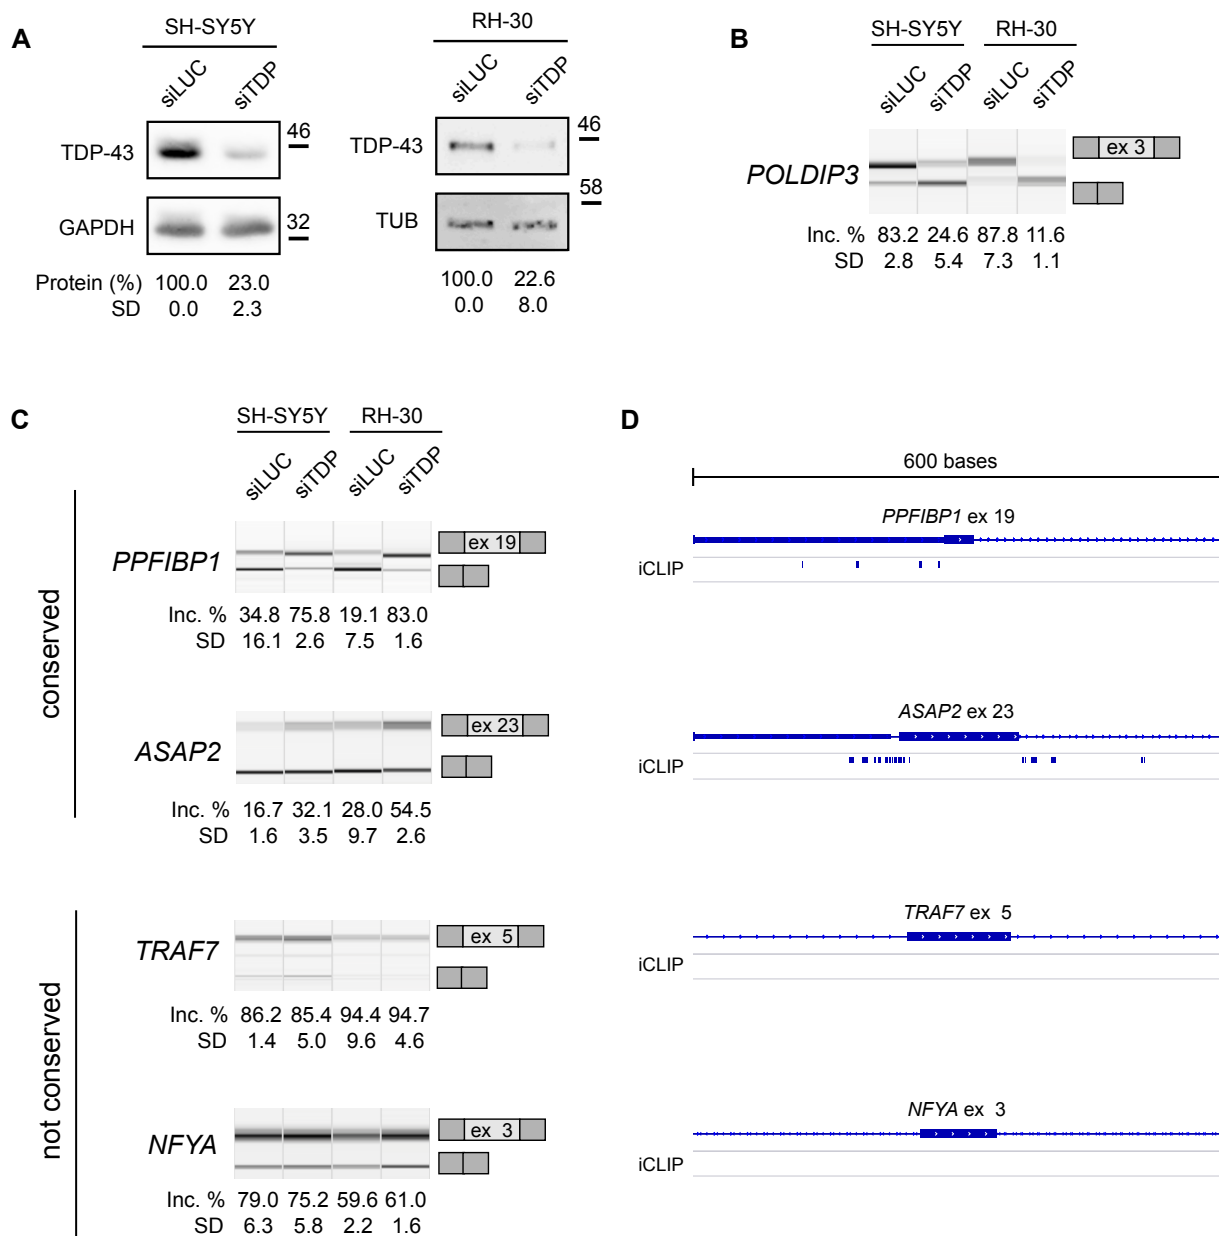 A
SH-SY5Y
siLUC siTDP
TDP-43
46
GAPDH
32
Protein (%) 100.0 23.0
SD 0.0 2.3
RH-30
siLUC siTDP
TDP-43
46
58
TUB
100.0 22.6
0.0 8.0
B
SH-SY5Y RH-30
siLUC siTDP siLUC siTDP
POLDIP3
ex 3
Inc. % 83.2 24.6 87.8 11.6
SD 2.8 5.4 7.3 1.1
C
SH-SY5Y RH-30
siLUC siTDP siLUC siTDP
conserved
PPFIBP1
ex 19
Inc. % 34.8 75.8 19.1 83.0
SD 16.1 2.6 7.5 1.6
ASAP2
ex 23
Inc. % 16.7 32.1 28.0 54.5
SD 1.6 3.5 9.7 2.6
not conserved
TRAF7
ex 5
Inc. % 86.2 85.4 94.4 94.7
SD 1.4 5.0 9.6 4.6
NFYA
ex 3
Inc. % 79.0 75.2 59.6 61.0
SD 6.3 5.8 2.2 1.6
D
600 bases
PPFIBP1 ex 19
iCLIP
ASAP2 ex 23
iCLIP
TRAF7 ex 5
iCLIP
NFYA ex 3
iCLIP